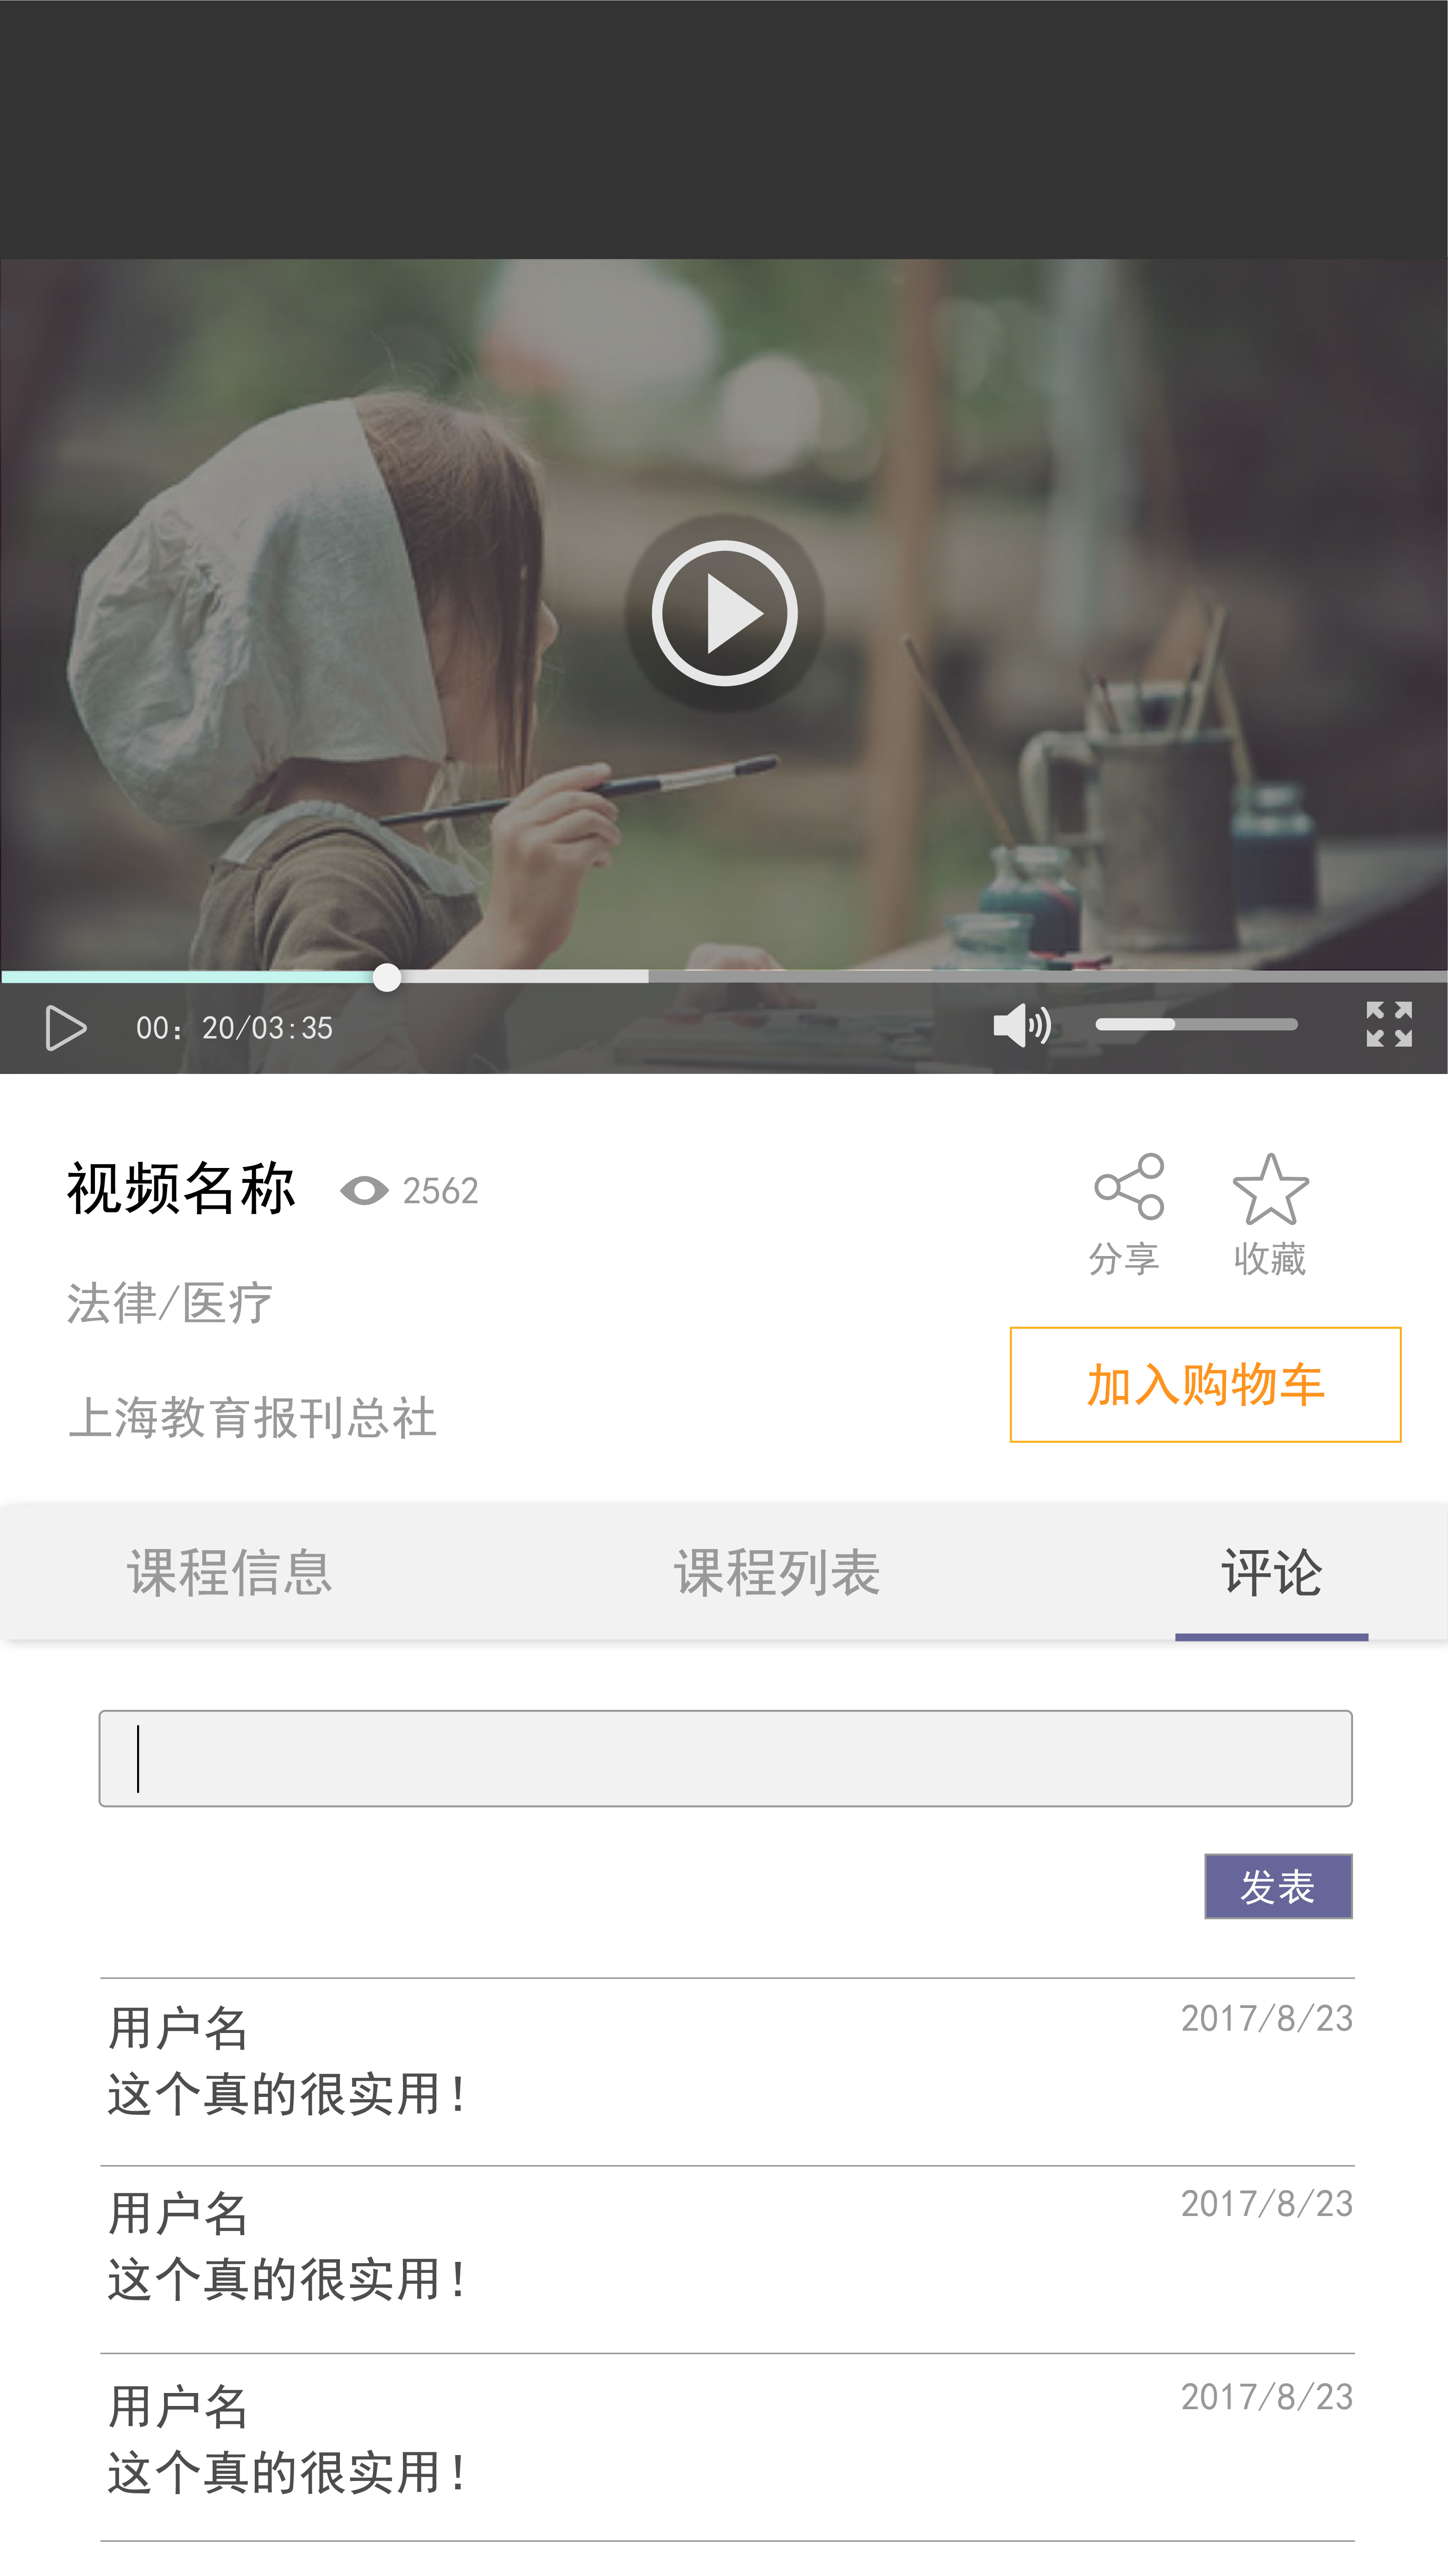 00：20/03:35
视频名称 2562
分享 收藏
法律/医疗
加入购物车
上海教育报刊总社
课程信息 课程列表 评论
发表
用户名 2017/8/23
这个真的很实用！
用户名 2017/8/23
这个真的很实用！
用户名 2017/8/23
这个真的很实用！